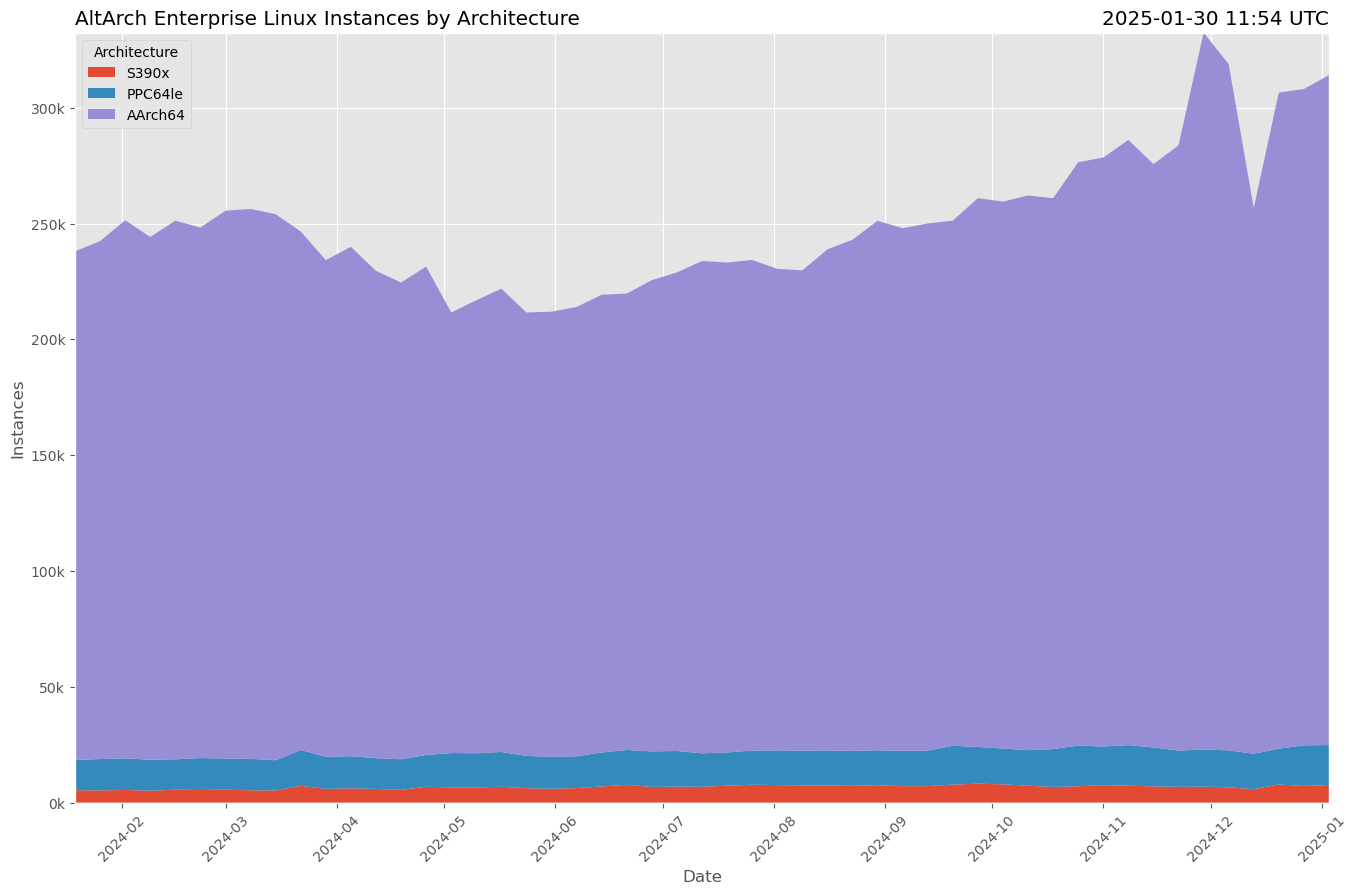 AltArch Enterprise Linux Instances by Architecture
2025-01-30 11:54 UTC
Architecture
S390x
PPC64le
AArch64
300k
250k
200k
150k
100k
50k
0k
Instances
2024-02
2024-03
2024-04
2024-05
2024-06
2024-07
2024-08
2024-09
2024-10
2024-11
2024-12
2025-01
Date